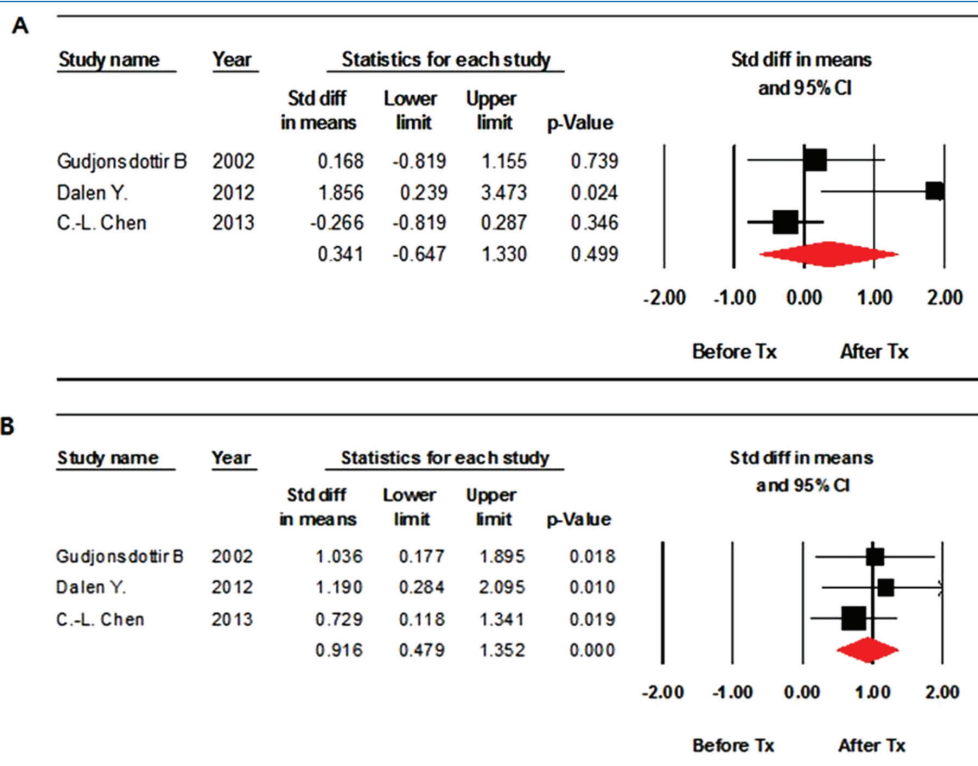 A
Study name Year Statistics for each study Std diff in means
and 95% CI
Std diff Lower Upper
in means limit limit p-Value
Gudjonsdottir B 2002 0.168 -0.819 1.155 0.739
Dalen Y. 2012 1.856 0.239 3.473 0.024
C.-L. Chen 2013 -0.266 -0.819 0.287 0.346
0.341 -0.647 1.330 0.499
-2.00 -1.00 0.00 1.00 2.00
Before Tx After Tx
B
Study name Year Statistics for each study Std diff in means
and 95% CI
Std diff Lower Upper
in means limit limit p-Value
Gudjonsdottir B 2002 1.036 0.177 1.895 0.018
Dalen Y. 2012 1.190 0.284 2.095 0.010
C.-L. Chen 2013 0.729 0.118 1.341 0.019
0.916 0.479 1.352 0.000
-2.00 -1.00 0.00 1.00 2.00
Before Tx After Tx